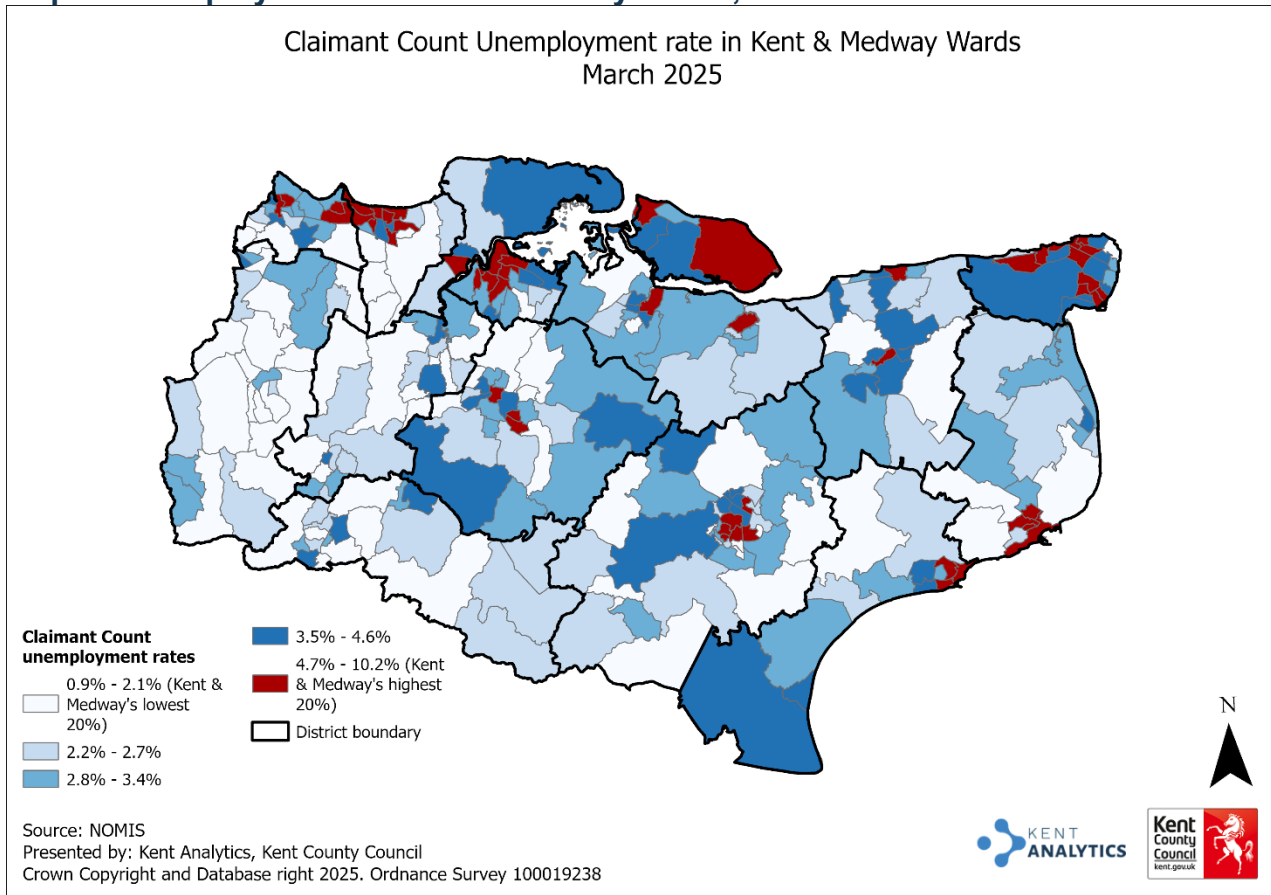 Claimant Count Unemployment rate in Kent & Medway Wards
March 2025
Claimant Count
unemployment rates
0.9% - 2.1% (Kent &
Medway's lowest
20%)
2.2% - 2.7%
2.8% - 3.4%
3.5% - 4.6%
4.7% - 10.2% (Kent
& Medway's highest
20%)
District boundary
N
Source: NOMIS
Presented by: Kent Analytics, Kent County Council
Crown Copyright and Database right 2025. Ordnance Survey 100019238
KENT
ANALYTICS
Kent
County
Council
kent.gov.uk